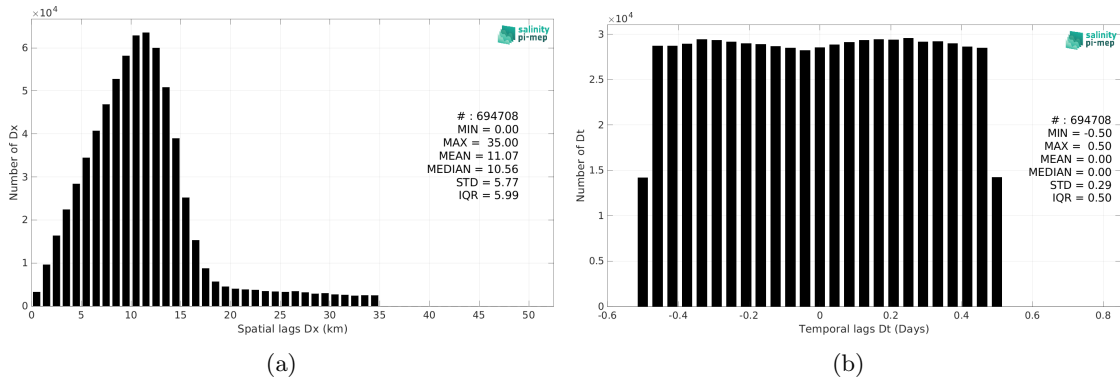 ×10^4
6
5
4
3
2
1
0
Number of Dx
0 5 10 15 20 25 30 35 40 45 50
Spatial lags Dx (km)
salinity
pi-mep
# : 694708
MIN = 0.00
MAX = 35.00
MEAN = 11.07
MEDIAN = 10.56
STD = 5.77
IQR = 5.99
(a)
×10^4
3
2.5
2
1.5
1
0.5
0
Number of Dt
-0.6 -0.4 -0.2 0 0.2 0.4 0.6 0.8
Temporal lags Dt (Days)
salinity
pi-mep
# : 694708
MIN = -0.50
MAX = 0.50
MEAN = 0.00
MEDIAN = 0.00
STD = 0.29
IQR = 0.50
(b)